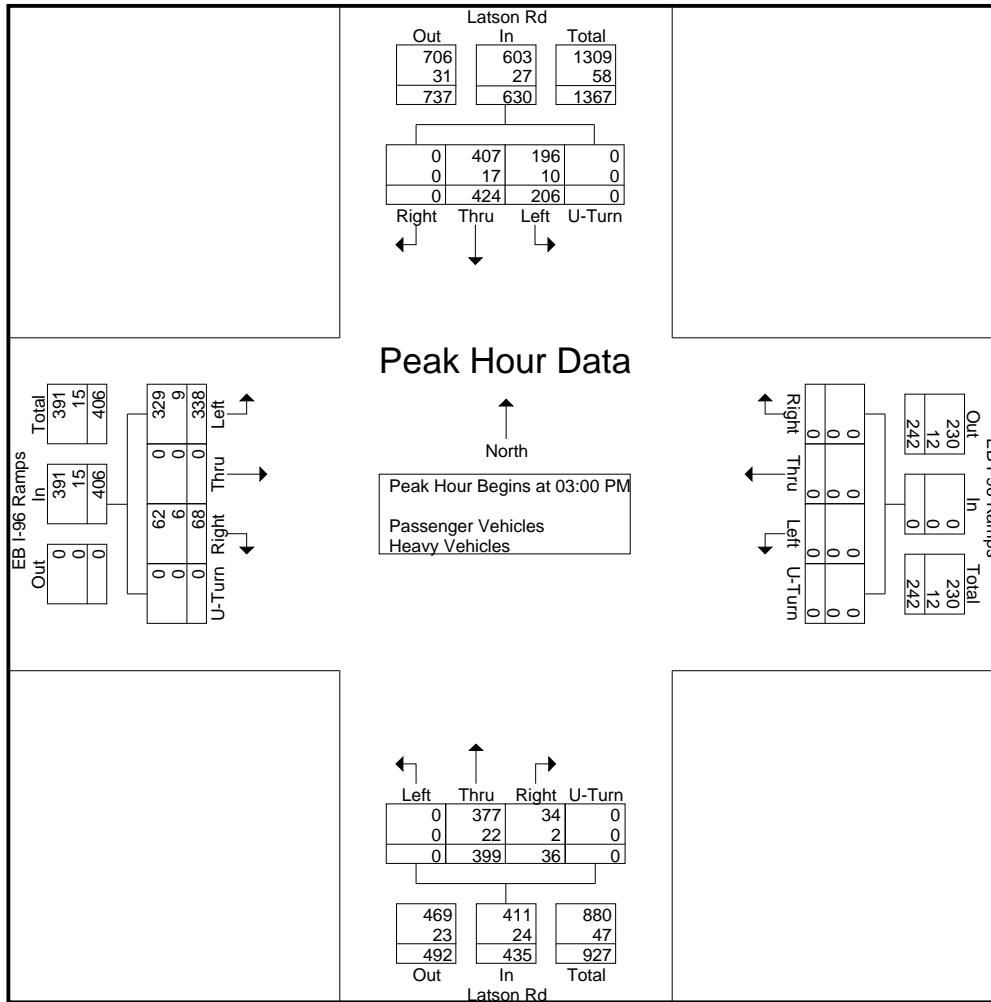 Latson Rd
Out In Total
706 603 1309
31 27 58
737 630 1367
0 407 196 0
0 17 10 0
0 424 206 0
Right Thru Left U-Turn
Peak Hour Data
North
Peak Hour Begins at 03:00 PM
Passenger Vehicles
Heavy Vehicles
EB I-96 Ramps
Out In Total
0 391 391
0 15 15
0 406 406
U-Turn Right Thru Left
0 62 0 329
0 6 0 9
0 68 0 338
Out In Total
230 0 230
12 0 12
242 0 242
Right Thru Left U-Turn
0 0 0 0
0 0 0 0
0 0 0 0
Left Thru Right U-Turn
0 377 34 0
0 22 2 0
0 399 36 0
469 411 880
23 24 47
492 435 927
Out In Total
Latson Rd